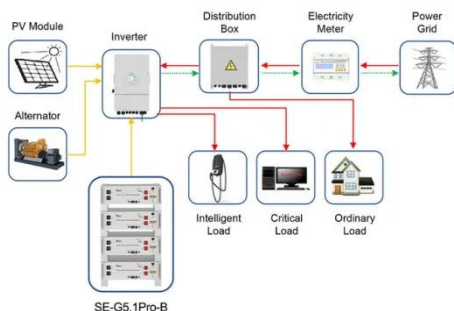 PV Module
Inverter
Distribution
Box
Electricity
Meter
Power
Grid
Alternator
Intelligent
Load
Critical
Load
Ordinary
Load
SE-G5.1Pro-B